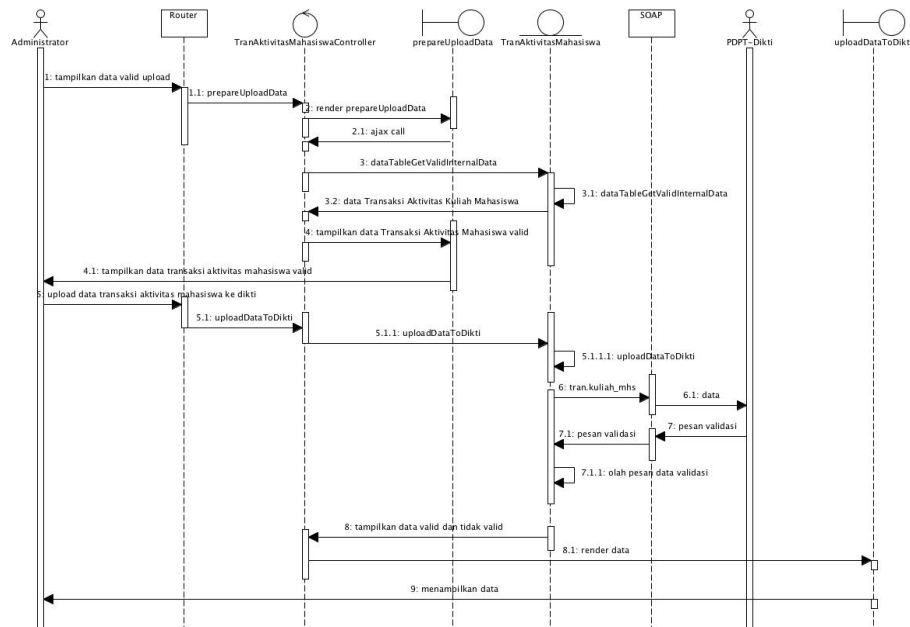 Router
SOAP
Administrator
TranAktivitasMahasiswaController
prepareUploadData
TranAktivitasMahasiswa
PDPT-Dikti
uploadDataToDikt
1: tampilkan data valid upload
1.1: prepareUploadData
2: render prepareUploadData
2.1: ajax call
3: dataTableGetValidInternalData
3.1: dataTableGetValidInternalData
3.2: data Transaksi Aktivitas Kuliah Mahasiswa
4: tampilkan data Transaksi Aktivitas Mahasiswa valid
4.1: tampilkan data transaksi aktivitas mahasiswa valid
5: upload data transaksi aktivitas mahasiswa ke dikti
5.1: uploadDataToDikti
5.1.1: uploadDataToDikti
5.1.1.1: uploadDataToDikti
6: tran.kuliah_mhs
6.1: data
7: pesan validasi
7.1: pesan validasi
7.1.1: olah pesan data validasi
8: tampilkan data valid dan tidak valid
8.1: render data
9: menampilkan data